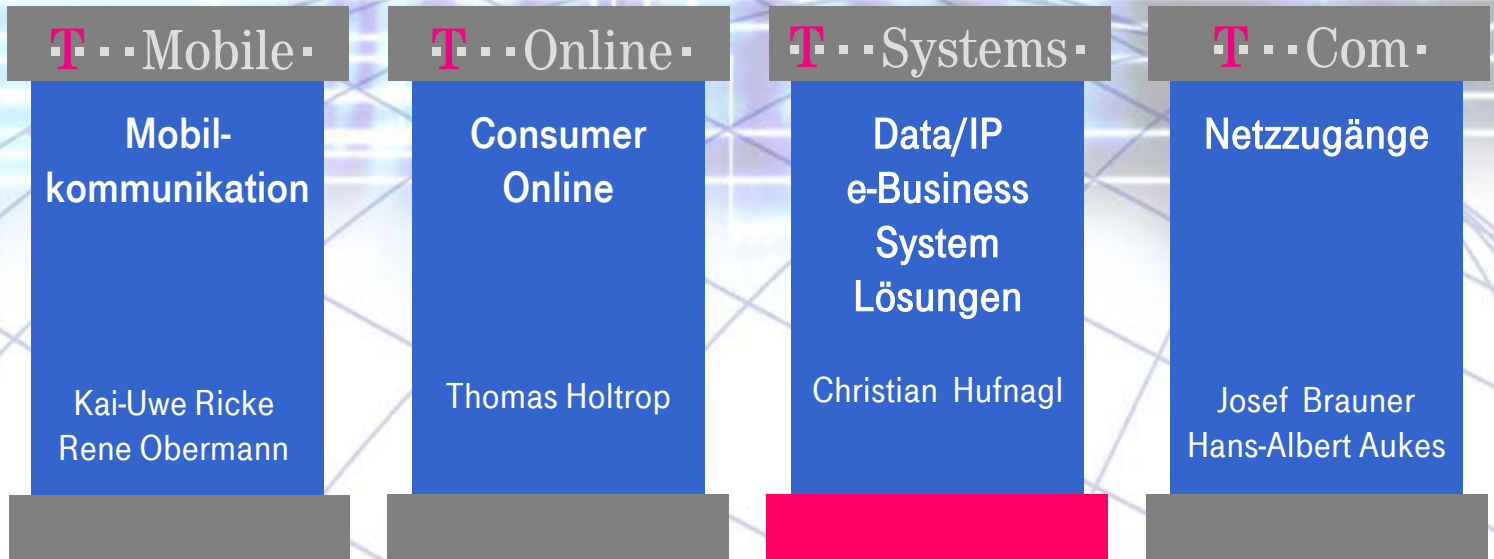 T··Mobile·
Mobil-
kommunikation
Kai-Uwe Ricke
Rene Obermann
T··Online·
Consumer
Online
Thomas Holtrop
T··Systems·
Data/IP
e-Business
System
Lösungen
Christian Hufnagl
T··Com·
Netzzugänge
Josef Brauner
Hans-Albert Aukes